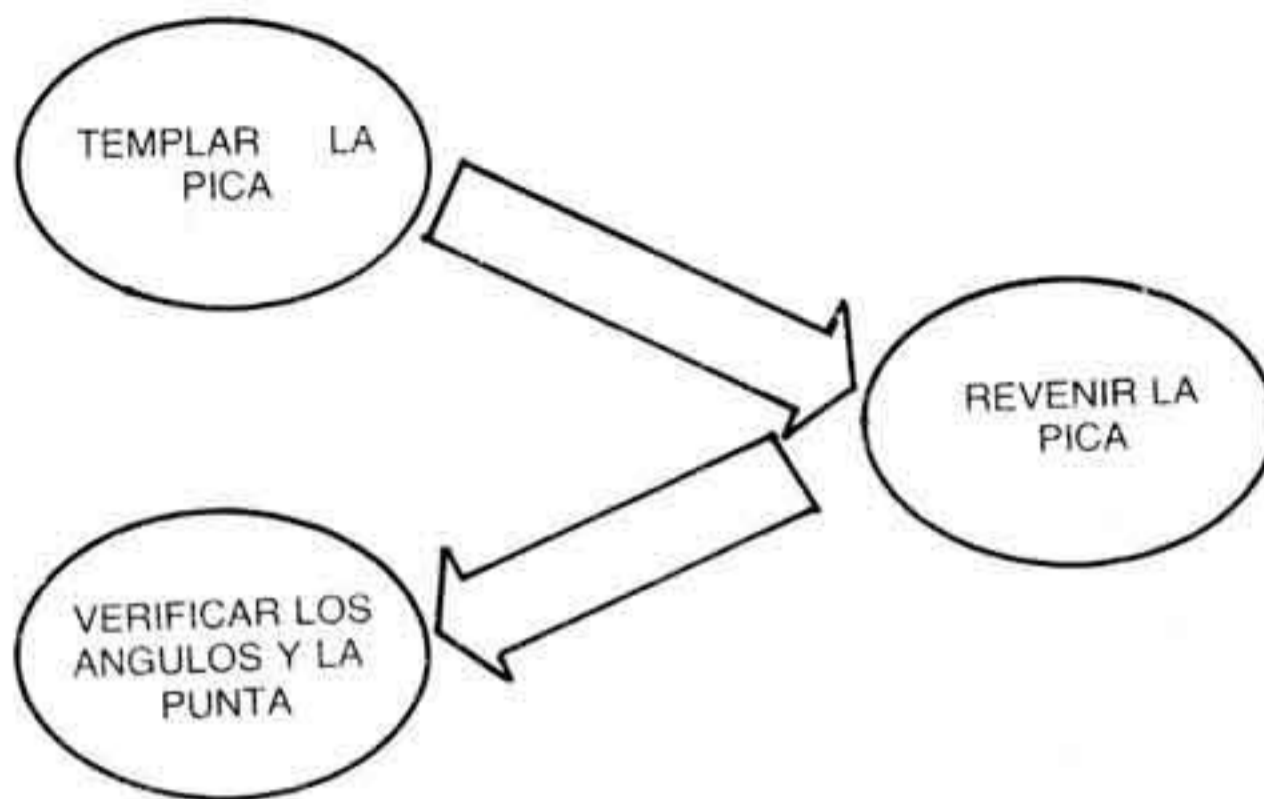 TEMPLAR LA
PICA
REVENIR LA
PICA
VERIFICAR LOS
ANGULOS Y LA
PUNTA